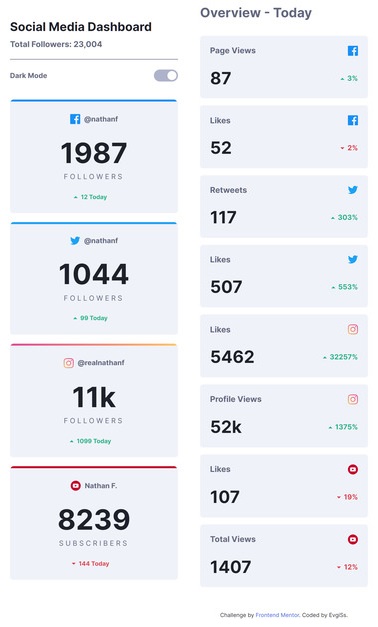 Social Media Dashboard
Total Followers: 23,004
Dark Mode
@nathanf
1987
FOLLOWERS
12 Today
@nathanf
1044
FOLLOWERS
99 Today
@realnathanf
11k
FOLLOWERS
1099 Today
Nathan F.
8239
SUBSCRIBERS
144 Today
Overview - Today
Page Views
87
3%
Likes
52
2%
Retweets
117
303%
Likes
507
553%
Likes
5462
32257%
Profile Views
52k
1375%
Likes
107
19%
Total Views
1407
12%
Challenge by Frontend Mentor. Coded by EvgiSs.